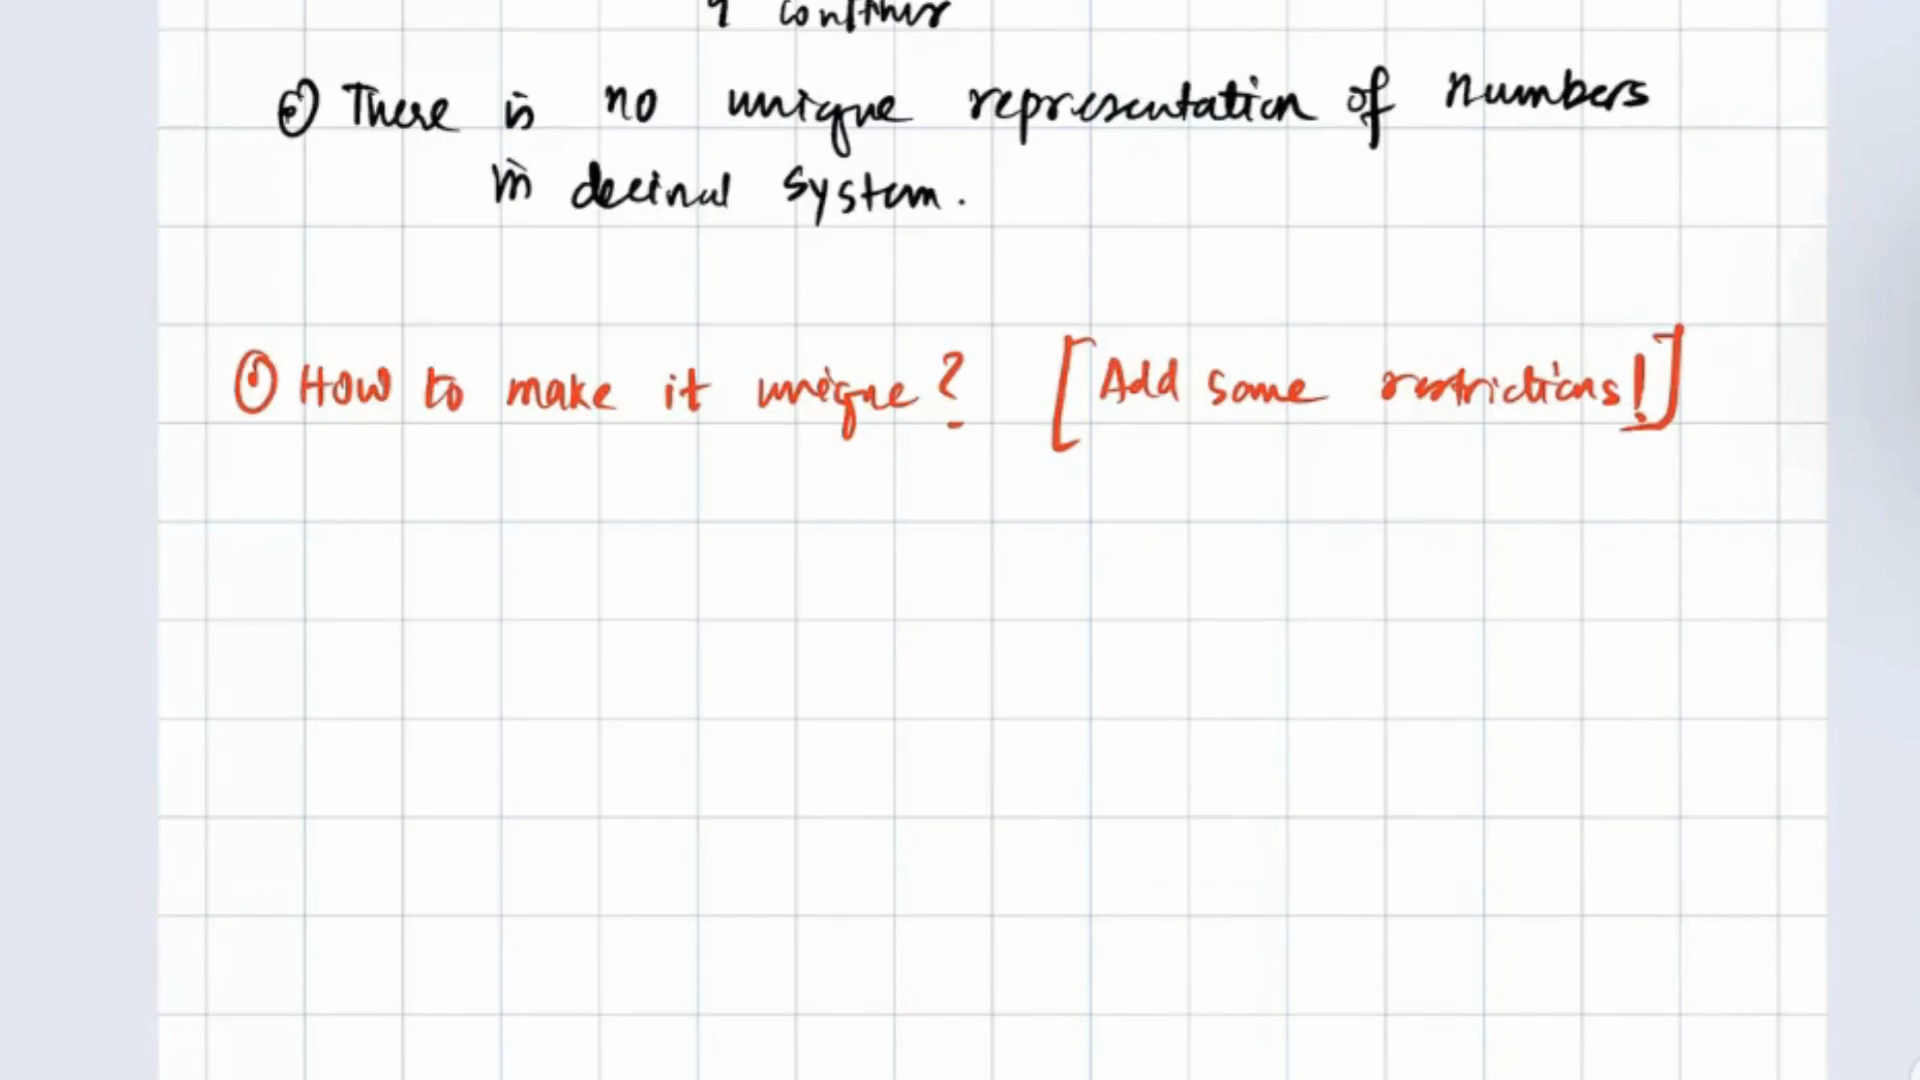 There is no unique representation of numbers
in decimal system.
How to make it unique? [Add some restrictions!]